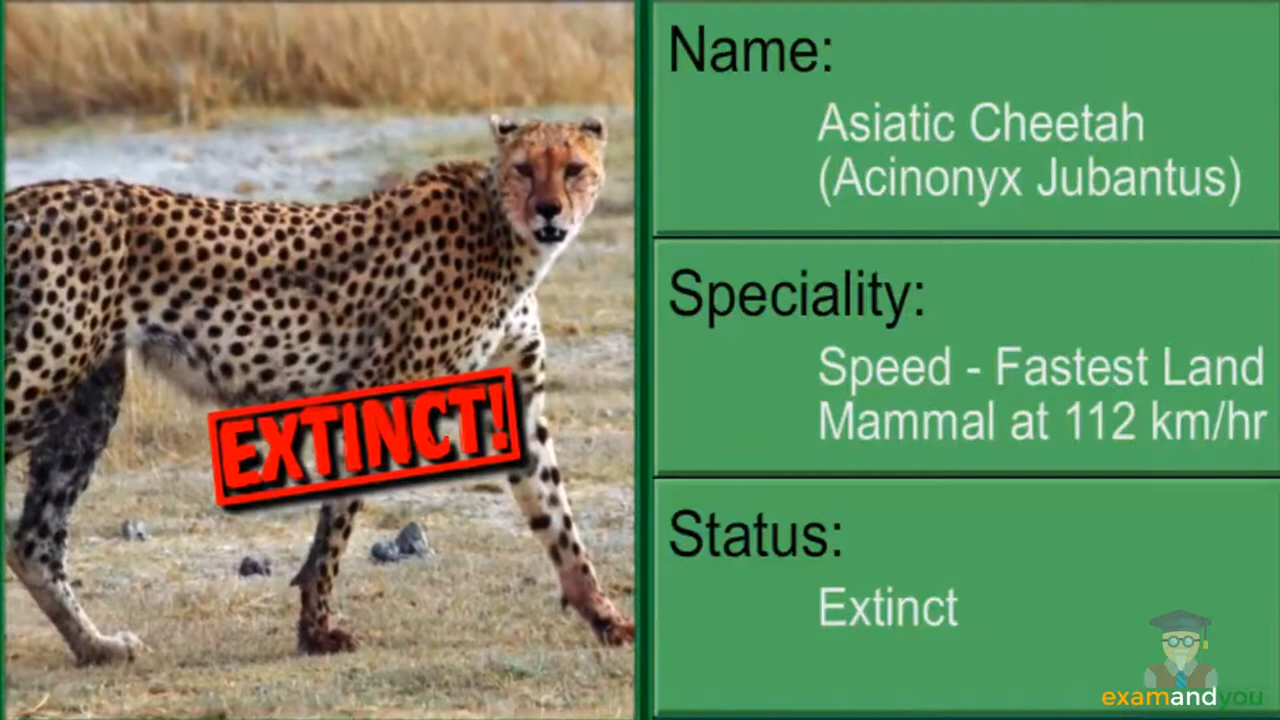 Name:
Asiatic Cheetah
(Acinonyx Jubantus)
EXTINCT!
Speciality:
Speed - Fastest Land
Mammal at 112 km/hr
Status:
Extinct
examandyou